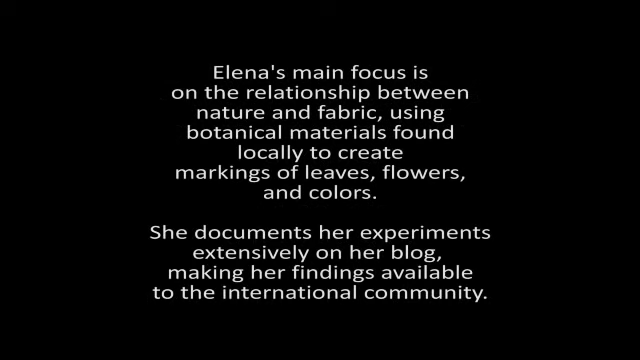 Elena's main focus is
on the relationship between
nature and fabric, using
botanical materials found
locally to create
markings of leaves, flowers,
and colors.
She documents her experiments
extensively on her blog,
making her findings available
to the international community.